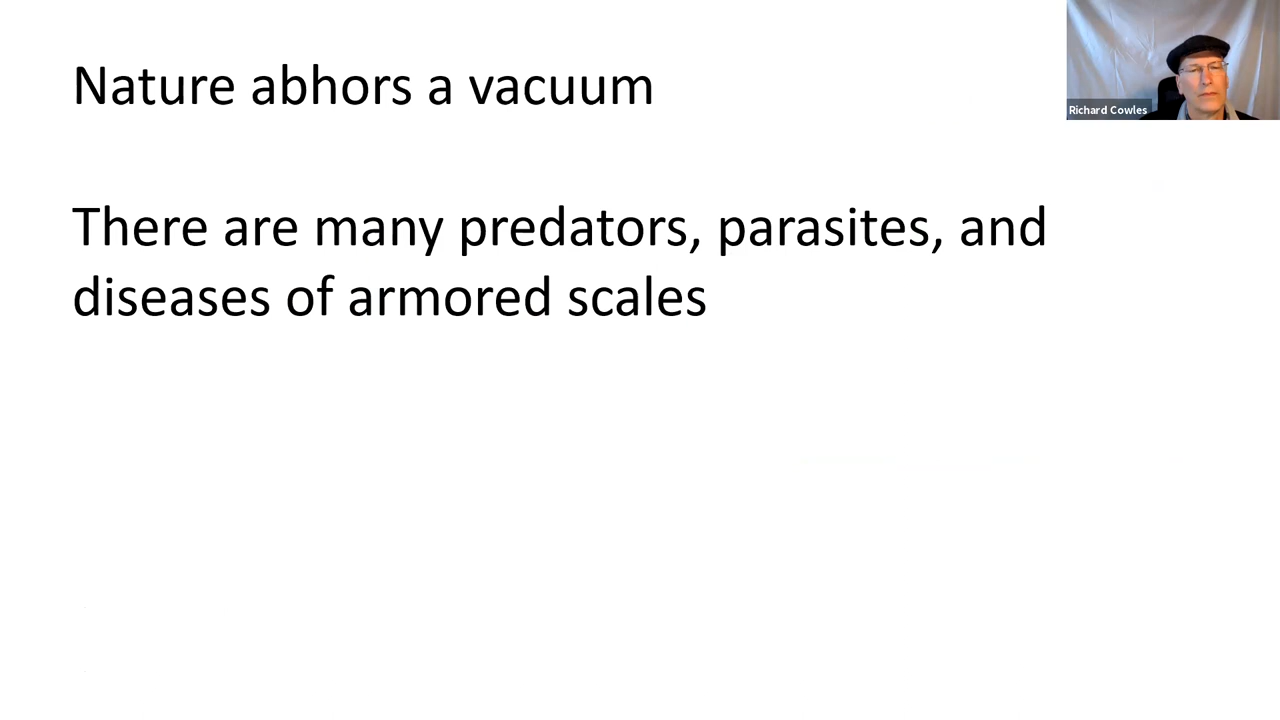 Nature abhors a vacuum
Richard Cowles
There are many predators, parasites, and
diseases of armored scales